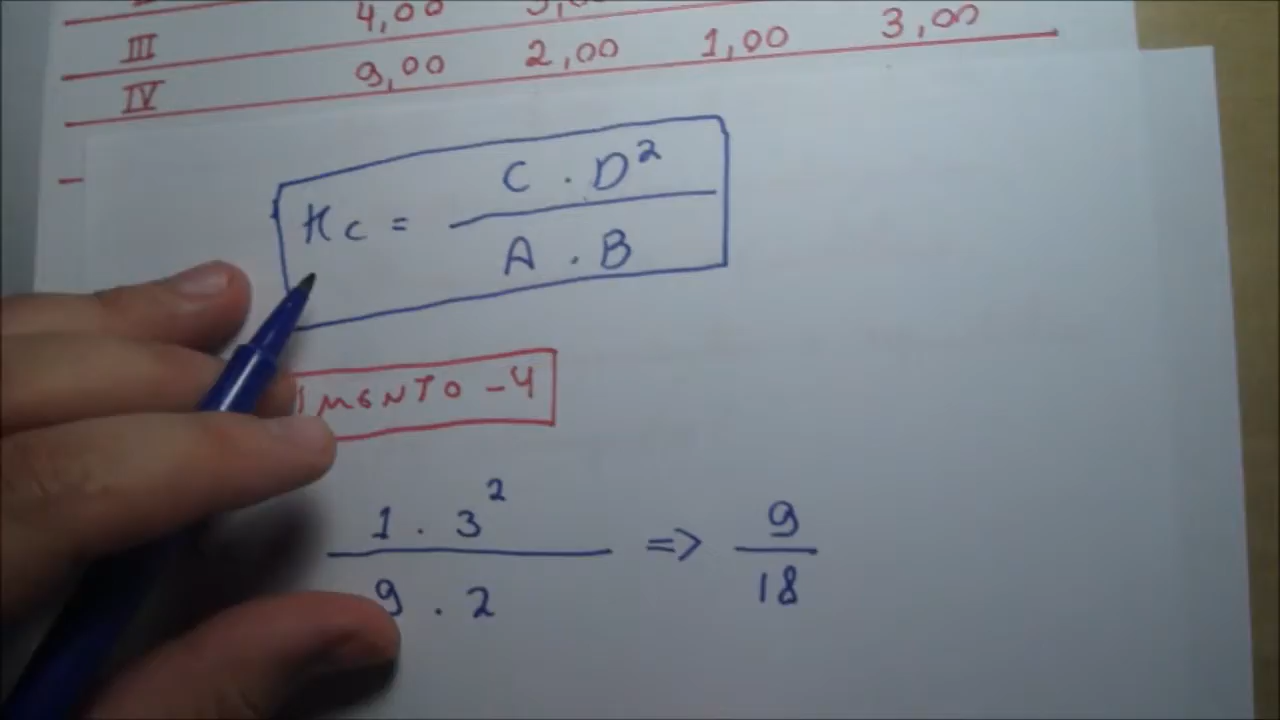 4,00
III
9,00 2,00 1,00 3,00
IV
Kc = C . D² / A . B
IMENTO - 4
1 . 3² / 9 . 2 => 9 / 18